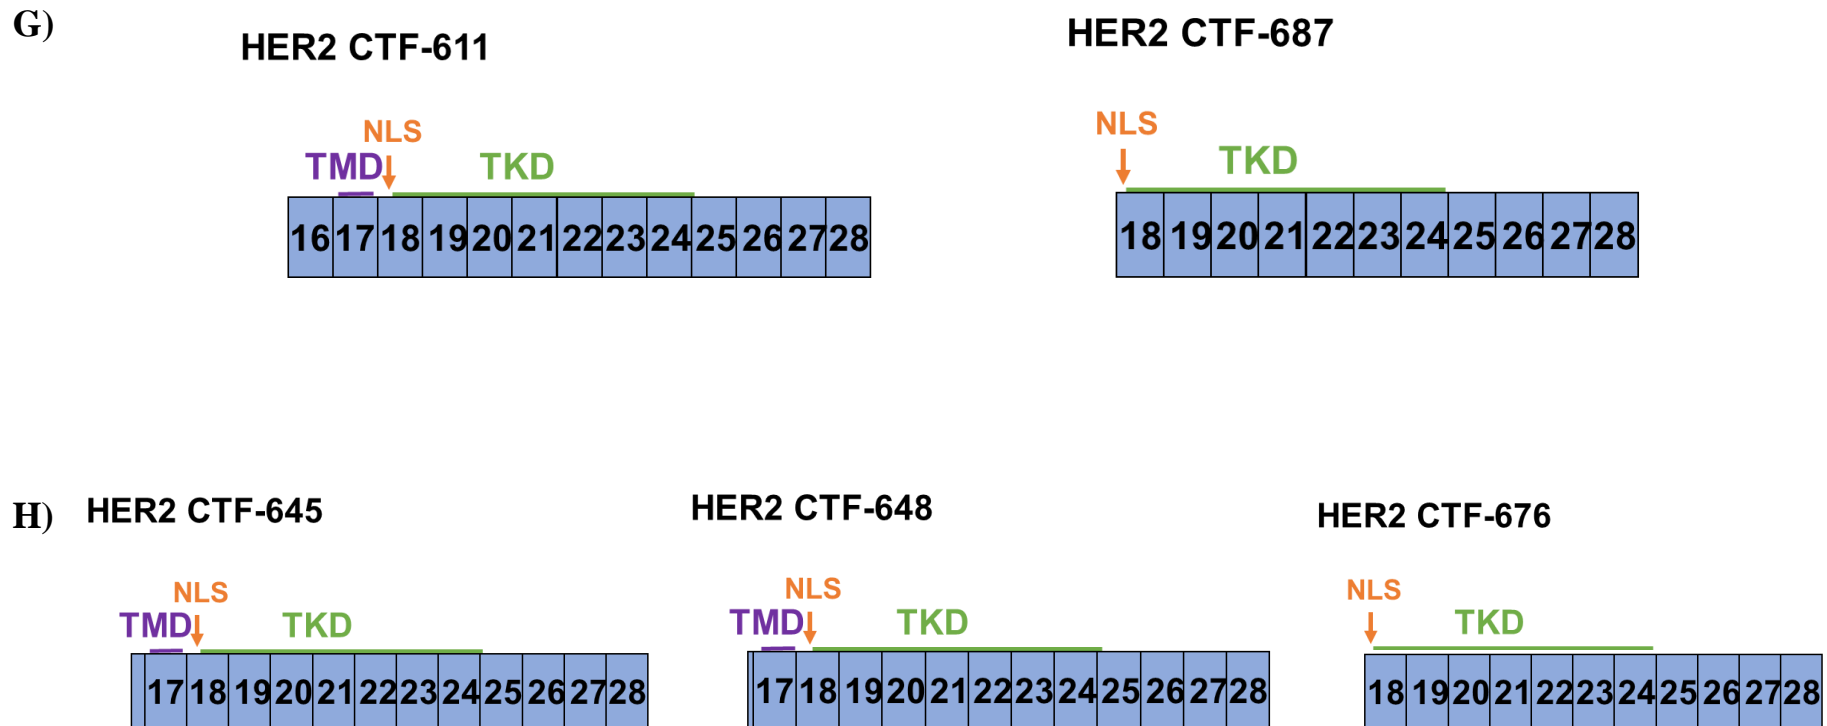 G)
HER2 CTF-611
HER2 CTF-687
NLS
TMD
TKD
16 17 18 19 20 21 22 23 24 25 26 27 28
NLS
TKD
18 19 20 21 22 23 24 25 26 27 28
H)
HER2 CTF-645
HER2 CTF-648
HER2 CTF-676
NLS
TMD
TKD
17 18 19 20 21 22 23 24 25 26 27 28
NLS
TMD
TKD
17 18 19 20 21 22 23 24 25 26 27 28
NLS
TKD
18 19 20 21 22 23 24 25 26 27 28